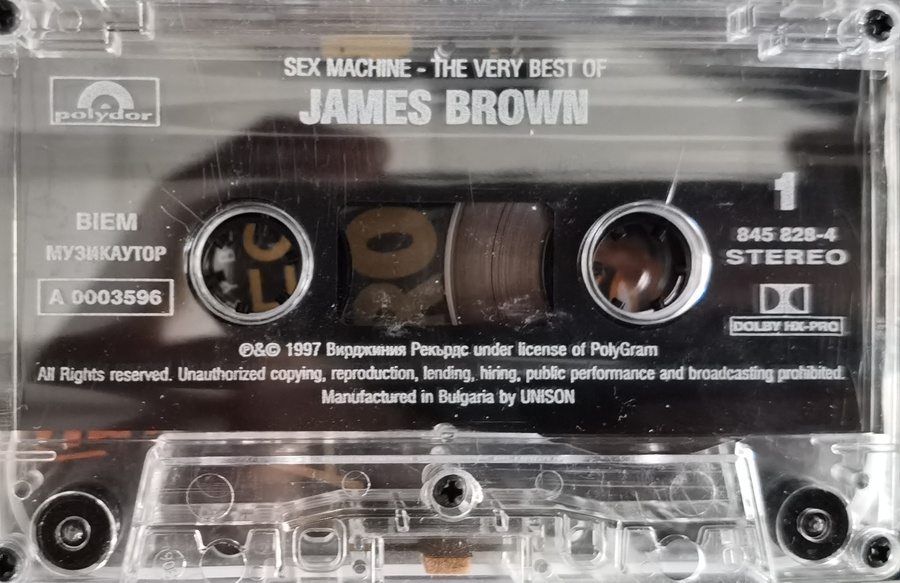 SEX MACHINE - THE VERY BEST OF
JAMES BROWN
polydor
1
BIEM
МУЗИКАУТОР
A 0003596
845 828-4
STEREO
DOLBY HX-PRO
℗&© 1997 Вирджиния Рекърдс under license of PolyGram
All Rights reserved. Unauthorized copying, reproduction, lending, hiring, public performance and broadcasting prohibited.
Manufactured in Bulgaria by UNISON